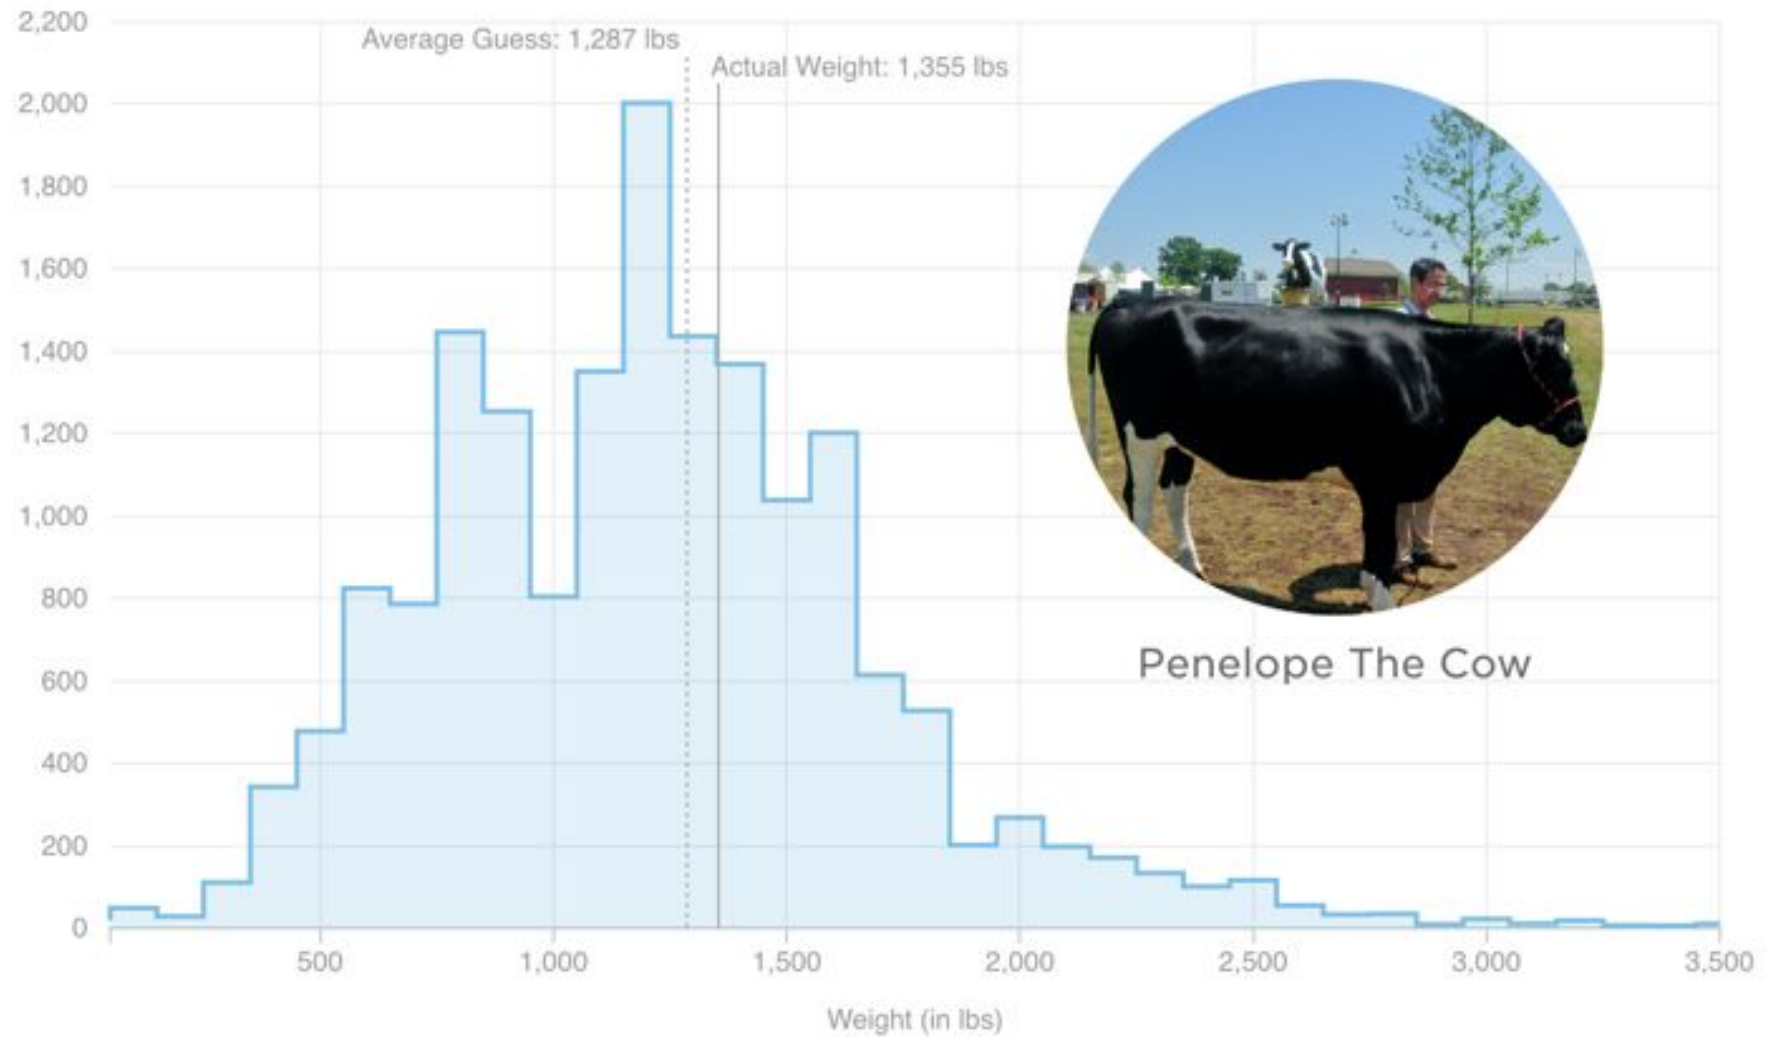 2,200
Average Guess: 1,287 lbs
Actual Weight: 1,355 lbs
2,000
1,800
1,600
1,400
1,200
1,000
800
600
400
200
0
500 1,000 1,500 2,000 2,500 3,000 3,500
Weight (in lbs)
Penelope The Cow